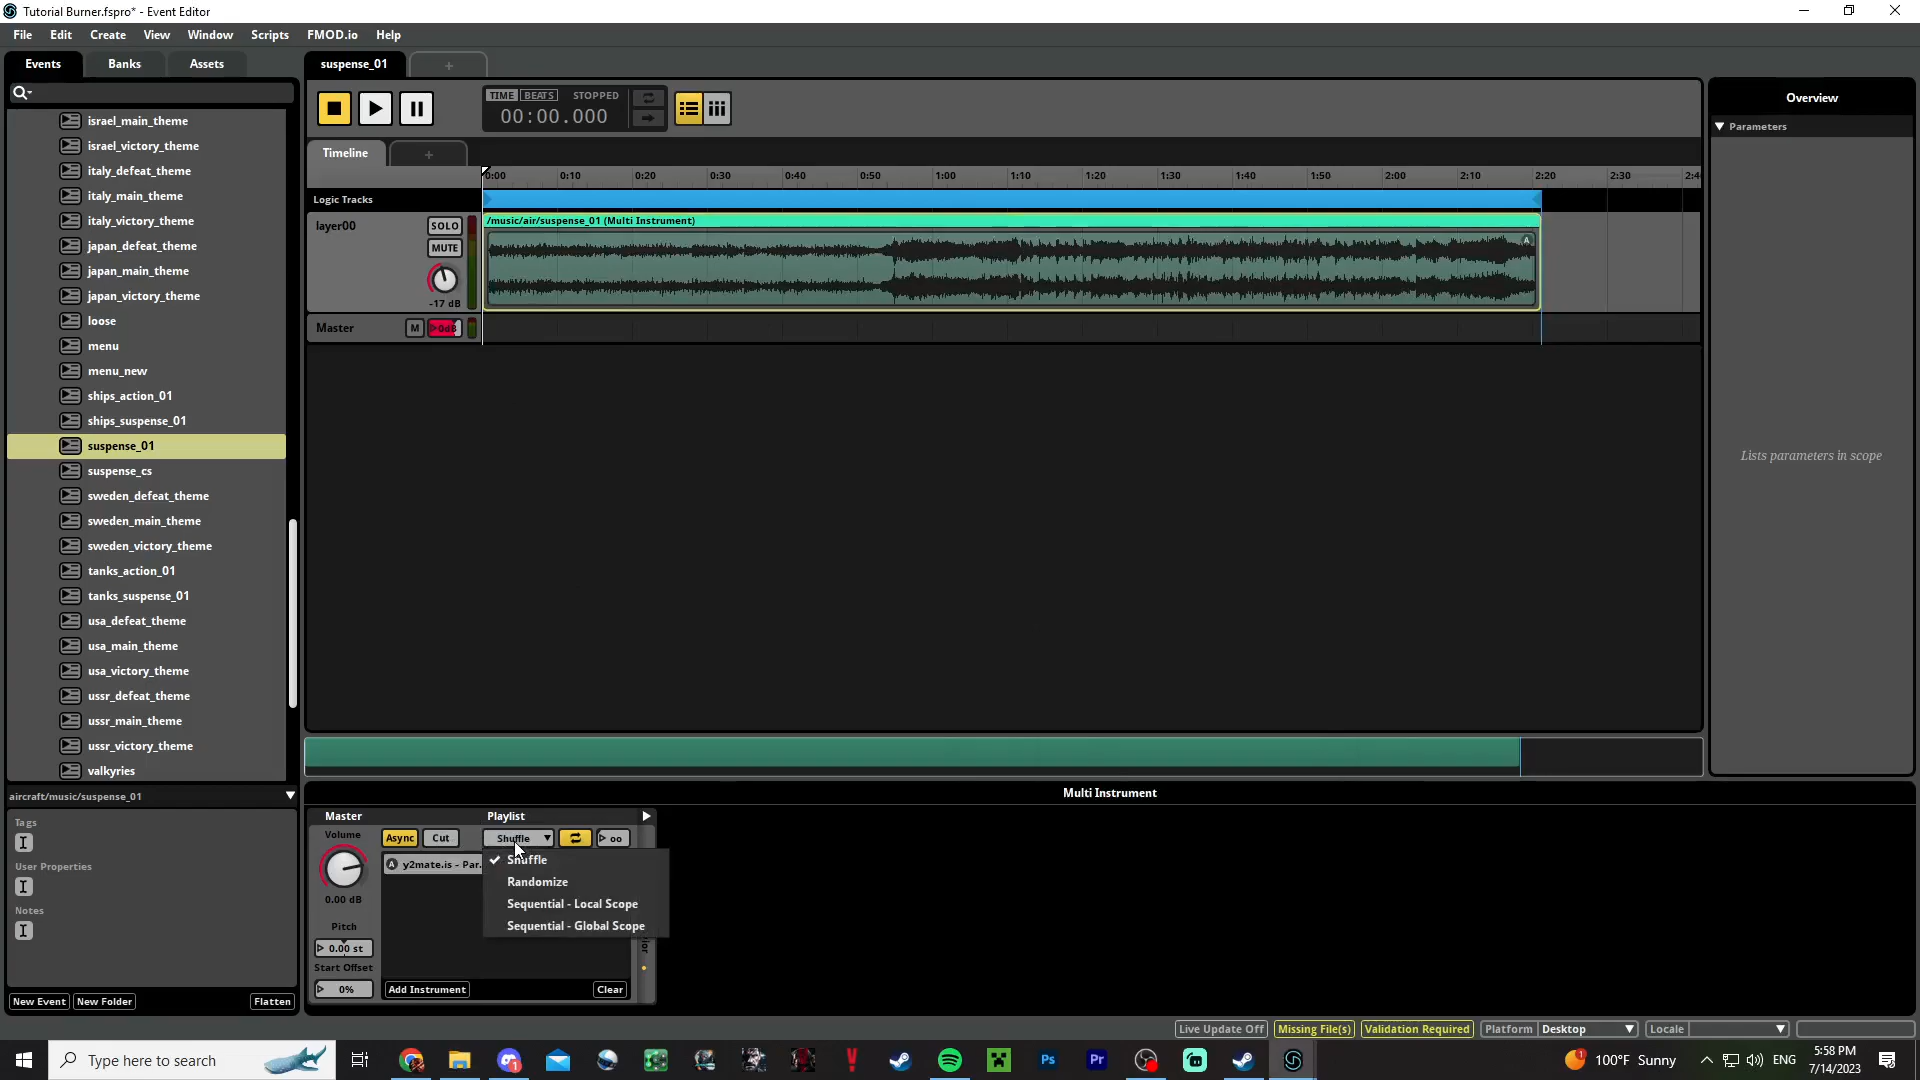 Tutorial Burner.fspro* - Event Editor
File Edit Create View Window Scripts FMOD.io Help
Events Banks Assets
suspense_01 +
israel_main_theme
israel_victory_theme
italy_defeat_theme
italy_main_theme
italy_victory_theme
japan_defeat_theme
japan_main_theme
japan_victory_theme
loose
menu
menu_new
ships_action_01
ships_suspense_01
suspense_01
suspense_cs
sweden_defeat_theme
sweden_main_theme
sweden_victory_theme
tanks_action_01
tanks_suspense_01
usa_defeat_theme
usa_main_theme
usa_victory_theme
ussr_defeat_theme
ussr_main_theme
ussr_victory_theme
valkyries
aircraft/music/suspense_01
Tags
User Properties
Notes
New Event New Folder Flatten
TIME BEATS STOPPED
00:00.000
Timeline +
0:00 0:10 0:20 0:30 0:40 0:50 1:00 1:10 1:20 1:30 1:40 1:50 2:00 2:10 2:20 2:30 2:4
Logic Tracks
layer00 SOLO
MUTE
-17 dB
/music/air/suspense_01 (Multi Instrument)
A
Master M 0dB
Overview
Parameters
Lists parameters in scope
Multi Instrument
Master Playlist
Volume Async Cut Shuffle oo
0.00 dB
Pitch
0.00 st
Start Offset
0%
A y2mate.is - Par.
Shuffle
Randomize
Sequential - Local Scope
Sequential - Global Scope
Add Instrument Clear
Live Update Off Missing File(s) Validation Required Platform Desktop Locale
Type here to search
Ps Pr
1 100°F Sunny ENG
5:58 PM
7/14/2023